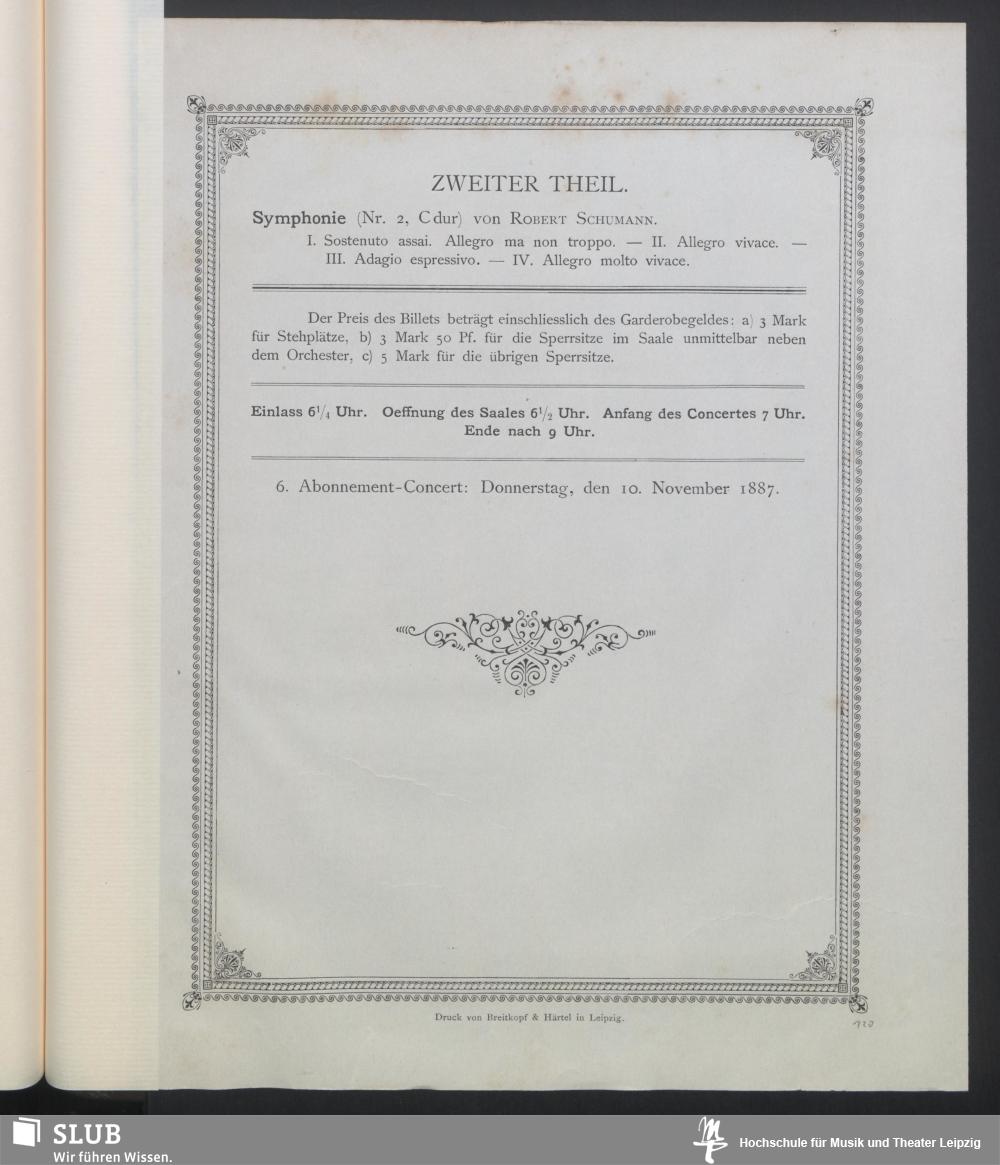 ZWEITER THEIL.
Symphonie (Nr. 2, Cdur) von ROBERT SCHUMANN.
I. Sostenuto assai. Allegro ma non troppo. — II. Allegro vivace. —
III. Adagio espressivo. — IV. Allegro molto vivace.
Der Preis des Billets beträgt einschliesslich des Garderobegeldes: a) 3 Mark
für Stehplätze, b) 3 Mark 50 Pf. für die Sperrsitze im Saale unmittelbar neben
dem Orchester, c) 5 Mark für die übrigen Sperrsitze.
Einlass 6¼ Uhr. Oeffnung des Saales 6½ Uhr. Anfang des Concertes 7 Uhr.
Ende nach 9 Uhr.
6. Abonnement-Concert: Donnerstag, den 10. November 1887.
Druck von Breitkopf & Härtel in Leipzig.
SLUB
Wir führen Wissen.
Hochschule für Musik und Theater Leipzig